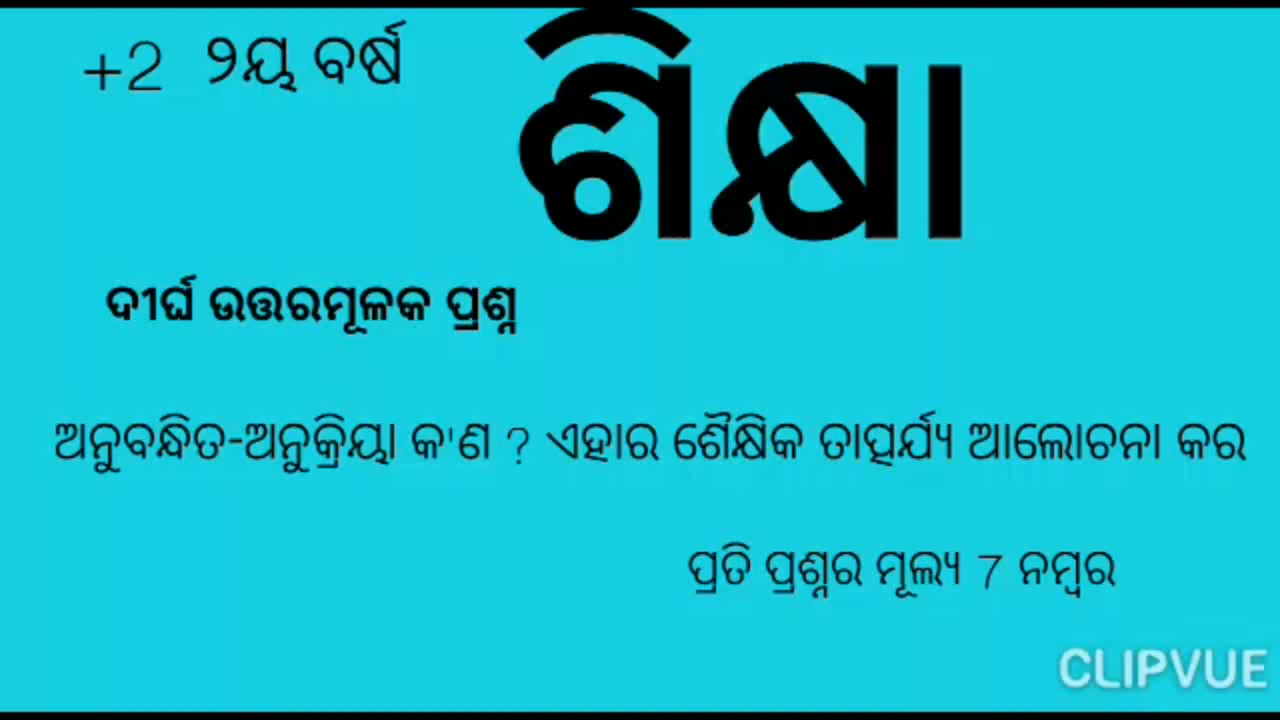 +2 ୨ୟ ବର୍ଷ
ଶିକ୍ଷା
ଦୀର୍ଘ ଉତ୍ତରମୂଳକ ପ୍ରଶ୍ନ
ଅନୁବନ୍ଧିତ-ଅନୁକ୍ରିୟା କ'ଣ ? ଏହାର ଶୈକ୍ଷିକ ତାତ୍ପର୍ଯ୍ୟ ଆଲୋଚନା କର
ପ୍ରତି ପ୍ରଶ୍ନର ମୂଲ୍ୟ 7 ନମ୍ବର
CLIPVUE